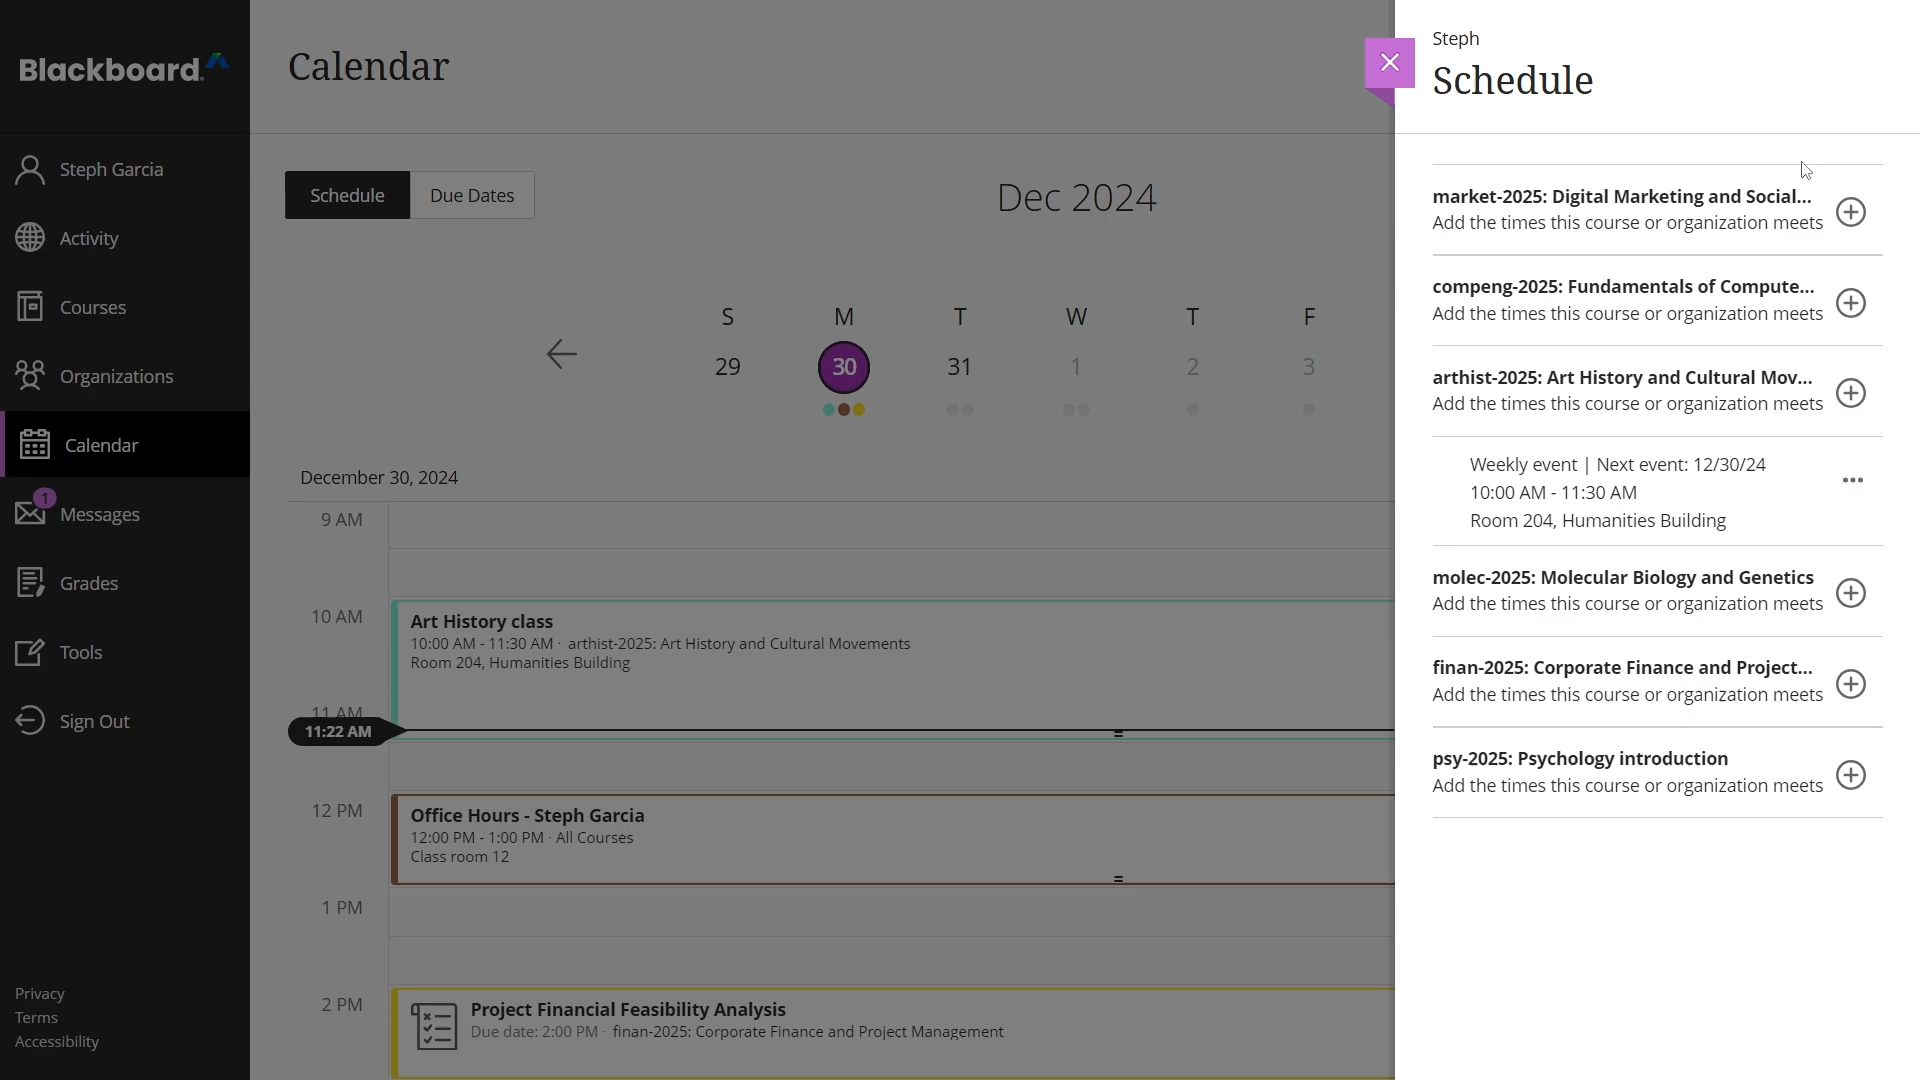 Blackboard
Steph Garcia
Activity
Courses
Organizations
Calendar
1
Messages
Grades
Tools
Sign Out
Privacy
Terms
Accessibility
Calendar
Schedule
Due Dates
Dec 2024
S M T W T F
29 30 31 1 2 3
December 30, 2024
9 AM
10 AM
Art History class
10:00 AM - 11:30 AM · arthist-2025: Art History and Cultural Movements
Room 204, Humanities Building
11 AM
11:22 AM
12 PM
Office Hours - Steph Garcia
12:00 PM - 1:00 PM · All Courses
Class room 12
1 PM
2 PM
Project Financial Feasibility Analysis
Due date: 2:00 PM · finan-2025: Corporate Finance and Project Management
Steph
Schedule
market-2025: Digital Marketing and Social...
Add the times this course or organization meets
compeng-2025: Fundamentals of Compute...
Add the times this course or organization meets
arthist-2025: Art History and Cultural Mov...
Add the times this course or organization meets
Weekly event | Next event: 12/30/24
10:00 AM - 11:30 AM
Room 204, Humanities Building
molec-2025: Molecular Biology and Genetics
Add the times this course or organization meets
finan-2025: Corporate Finance and Project...
Add the times this course or organization meets
psy-2025: Psychology introduction
Add the times this course or organization meets